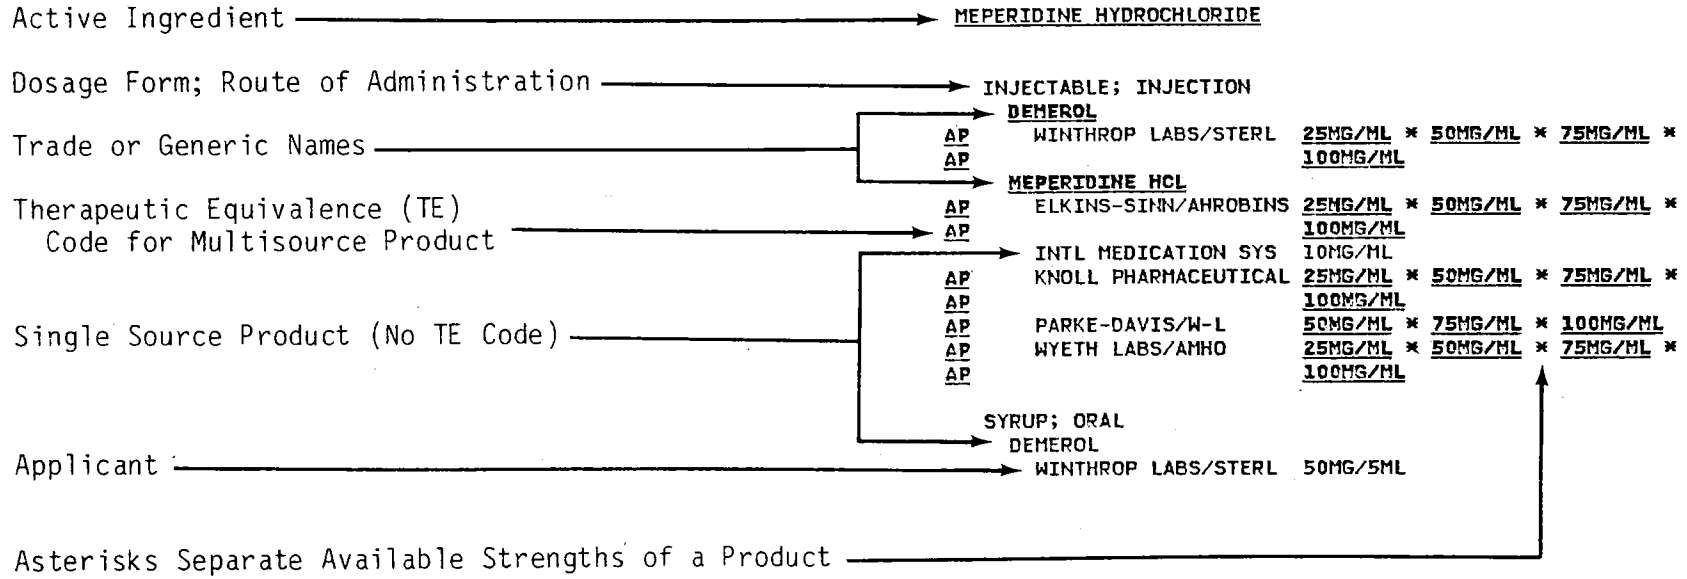 Active Ingredient MEPERIDINE HYDROCHLORIDE
Dosage Form; Route of Administration INJECTABLE; INJECTION
DEMEROL
AP WINTHROP LABS/STERL 25MG/ML * 50MG/ML * 75MG/ML *
Trade or Generic Names
AP 100MG/ML
MEPERIDINE HCL
Therapeutic Equivalence (TE) AP ELKINS-SINN/AHROBINS 25MG/ML * 50MG/ML * 75MG/ML *
Code for Multisource Product AP 100MG/ML
INTL MEDICATION SYS 10MG/ML
AP KNOLL PHARMACEUTICAL 25MG/ML * 50MG/ML * 75MG/ML *
AP 100MG/ML
Single Source Product (No TE Code) AP PARKE-DAVIS/W-L 50MG/ML * 75MG/ML * 100MG/ML
AP WYETH LABS/AMHO 25MG/ML * 50MG/ML * 75MG/ML *
AP 100MG/ML
SYRUP; ORAL
DEMEROL
Applicant WINTHROP LABS/STERL 50MG/5ML
Asterisks Separate Available Strengths of a Product